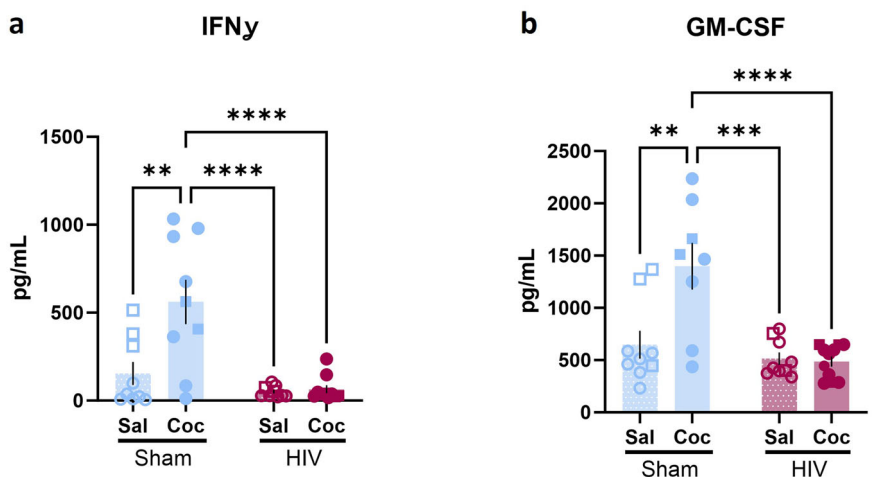 a
IFNy
****
1500
**
****
1000
pg/mL
500
0
Sal
Coc
Sal
Coc
Sham
HIV
b
GM-CSF
****
**
***
2500
2000
1500
pg/mL
1000
500
0
Sal
Coc
Sal
Coc
Sham
HIV